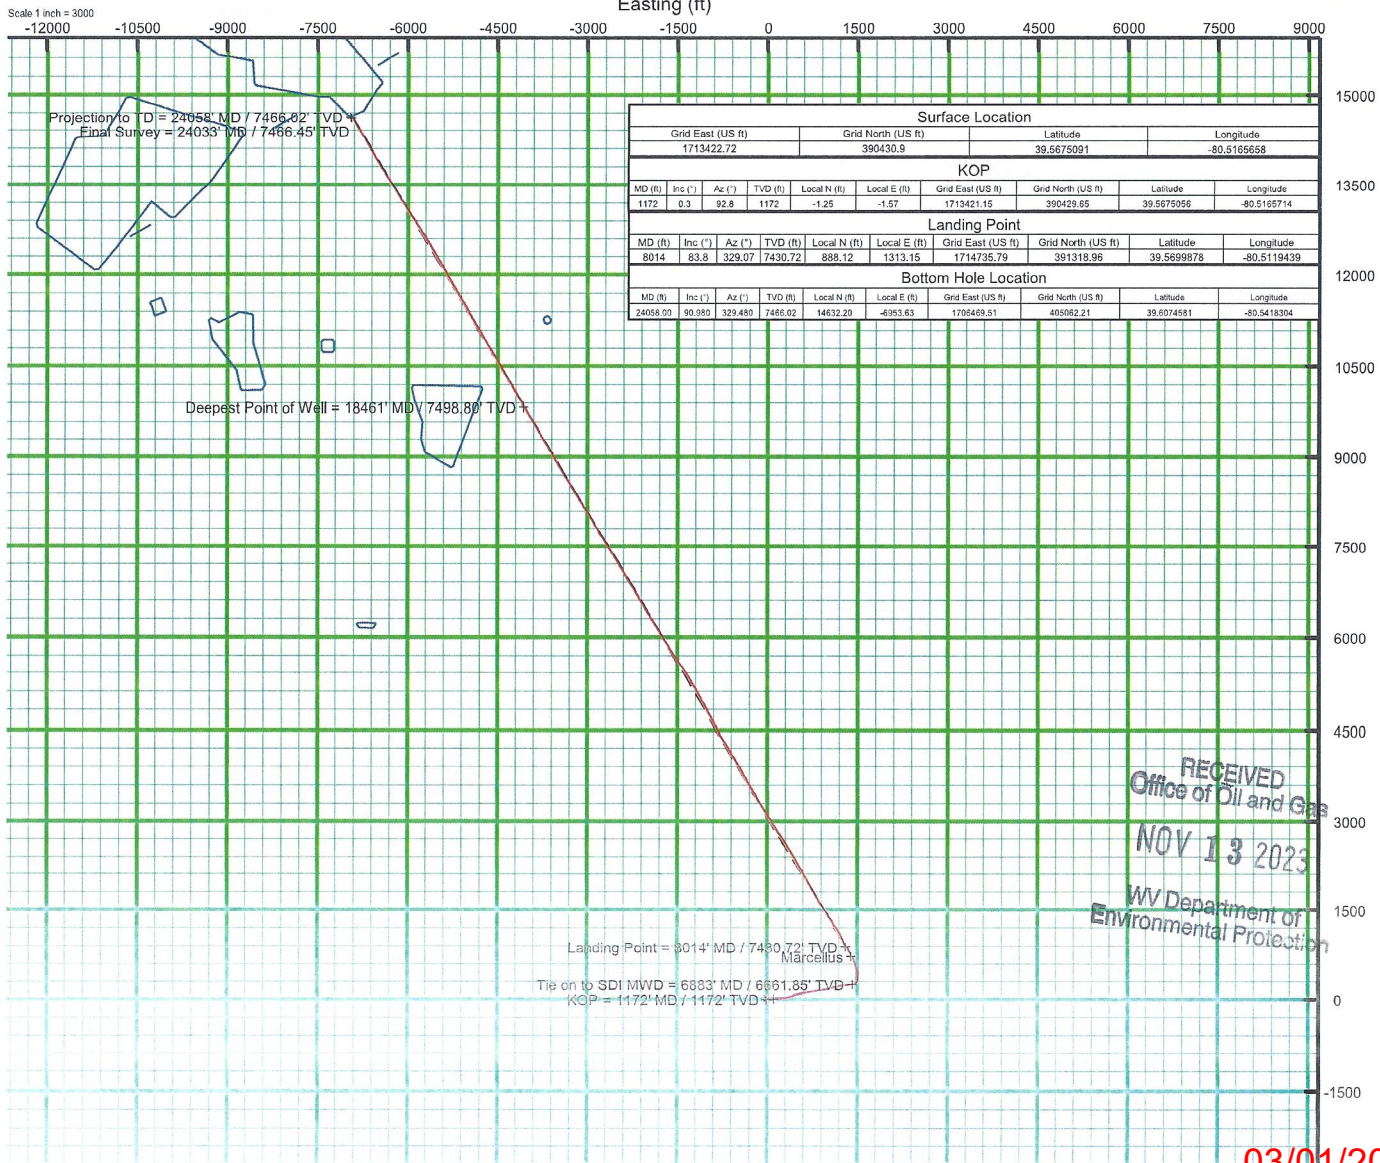 Easting (ft)
Scale 1 inch = 3000
-12000 -10500 -9000 -7500 -6000 -4500 -3000 -1500 0 1500 3000 4500 6000 7500 9000
15000
13500
12000
10500
9000
7500
6000
4500
3000
1500
0
-1500
Projection to TD = 24058' MD / 7466.02' TVD
Final Survey = 24033' MD / 7466.45' TVD
Surface Location
Grid East (US ft) Grid North (US ft) Latitude Longitude
1713422.72 390430.9 39.5675091 -80.5165658
KOP
MD (ft) Inc (°) Az (°) TVD (ft) Local N (ft) Local E (ft) Grid East (US ft) Grid North (US ft) Latitude Longitude
1172 0.3 92.8 1172 -1.25 -1.57 1713421.15 390429.65 39.5675056 -80.5165714
Landing Point
MD (ft) Inc (°) Az (°) TVD (ft) Local N (ft) Local E (ft) Grid East (US ft) Grid North (US ft) Latitude Longitude
8014 83.8 329.07 7430.72 888.12 1313.15 1714735.79 391318.96 39.5699878 -80.5119439
Bottom Hole Location
MD (ft) Inc (°) Az (°) TVD (ft) Local N (ft) Local E (ft) Grid East (US ft) Grid North (US ft) Latitude Longitude
24058.00 90.980 329.480 7466.02 14632.20 -6953.63 1706469.51 405062.21 39.6074581 -80.5418304
Deepest Point of Well = 18461' MD / 7498.80' TVD
RECEIVED
Office of Oil and Gas
NOV 13 2023
WV Department of
Environmental Protection
Landing Point = 8014' MD / 7430.72' TVD
Marcellus
Tie on to SDI MWD = 6883' MD / 6661.85' TVD
KOP = 1172' MD / 1172' TVD